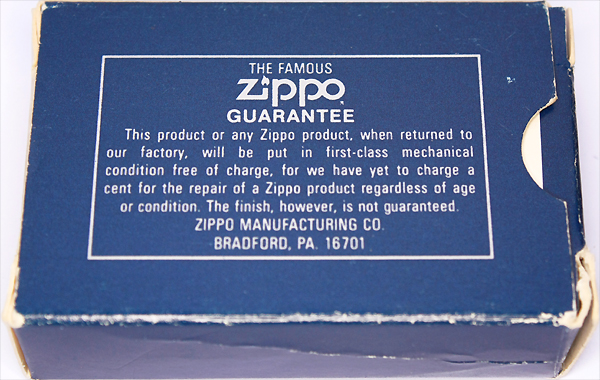 THE FAMOUS
Zippo
GUARANTEE
This product or any Zippo product, when returned to
our factory, will be put in first-class mechanical
condition free of charge, for we have yet to charge a
cent for the repair of a Zippo product regardless of age
or condition. The finish, however, is not guaranteed.
ZIPPO MANUFACTURING CO.
BRADFORD, PA. 16701